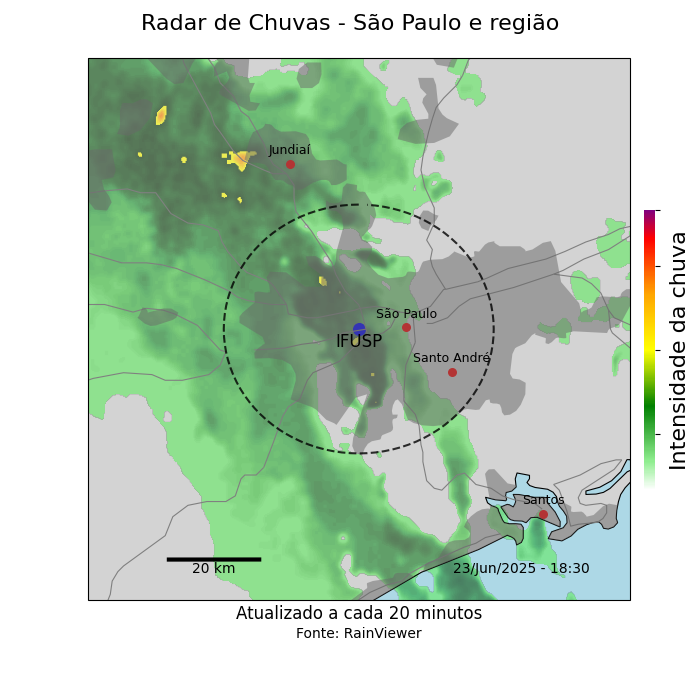 Radar de Chuvas - São Paulo e região
Jundiaí
São Paulo
IFUSP
Santo André
Santos
20 km
23/Jun/2025 - 18:30
Intensidade da chuva
Atualizado a cada 20 minutos
Fonte: RainViewer